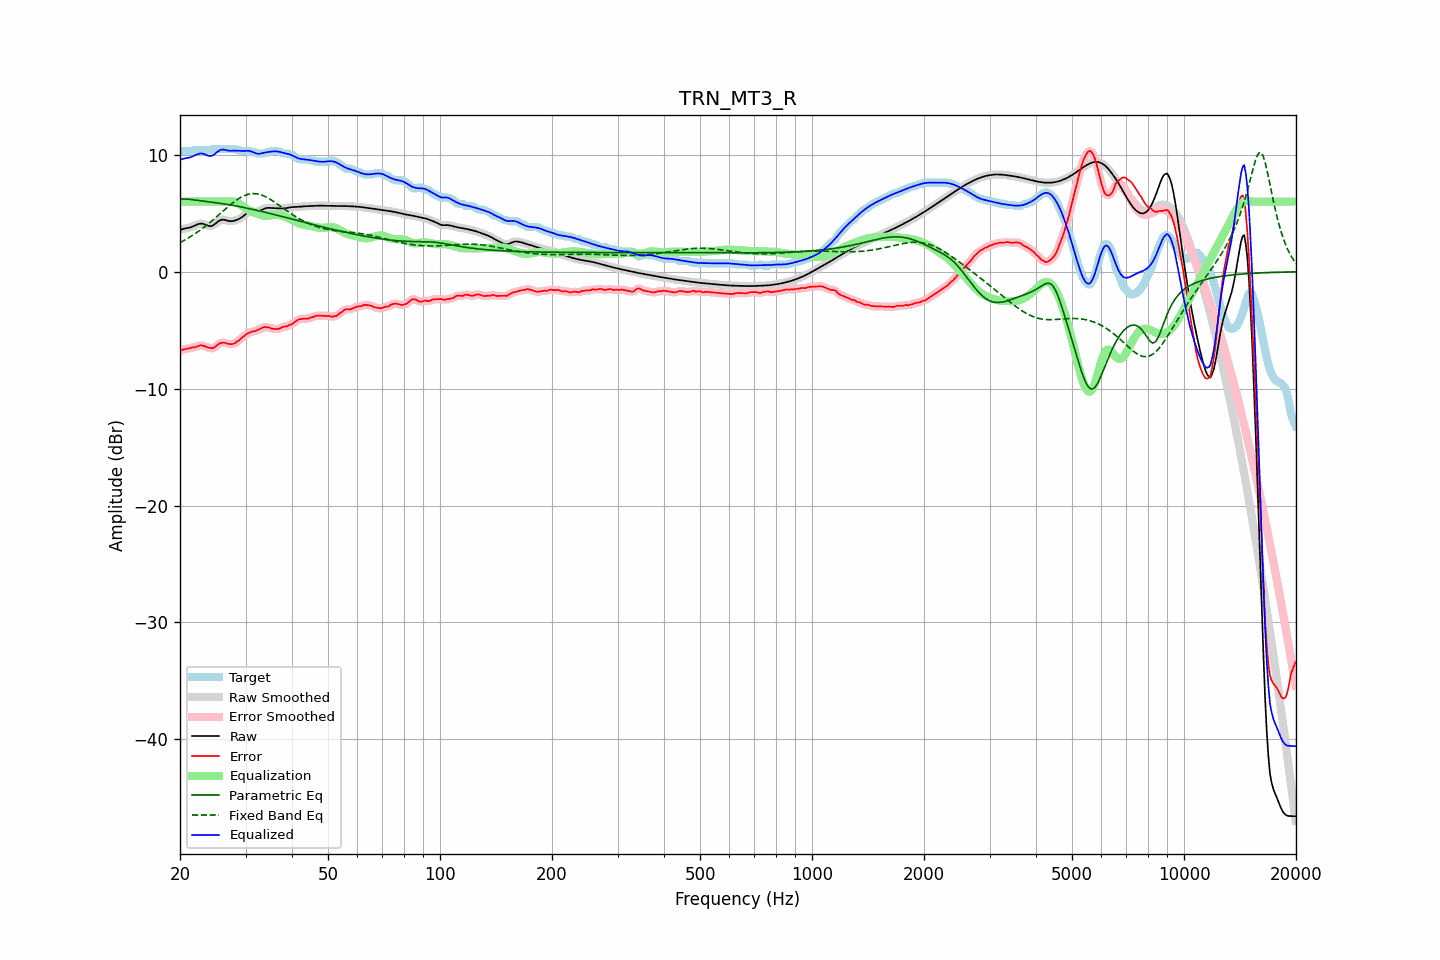 TRN_MT3_R
10
0
−10
−20
−30
−40
Amplitude (dBr)
Target
Raw Smoothed
Error Smoothed
Raw
Error
Equalization
Parametric Eq
Fixed Band Eq
Equalized
20 50 100 200 500 1000 2000 5000 10000 20000
Frequency (Hz)